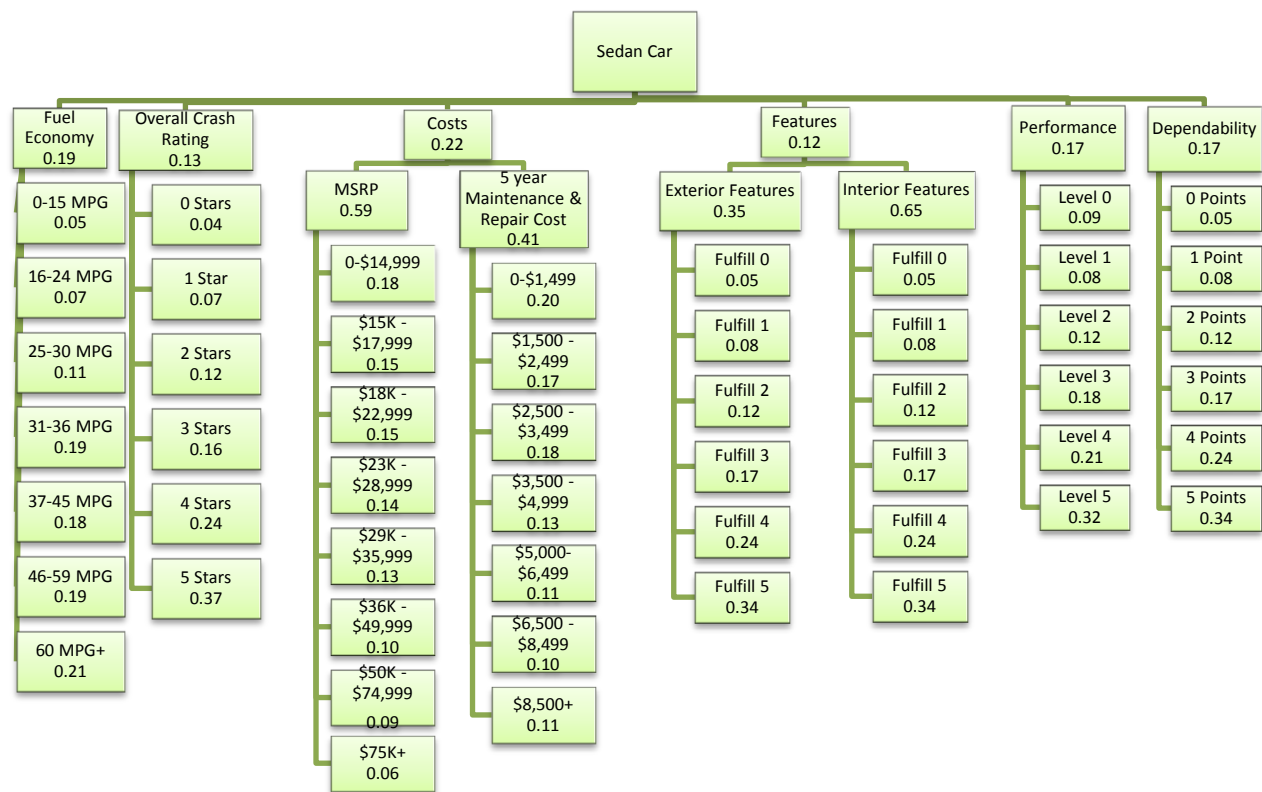 Sedan Car
Fuel
Economy
0.19
0-15 MPG
0.05
16-24 MPG
0.07
25-30 MPG
0.11
31-36 MPG
0.19
37-45 MPG
0.18
46-59 MPG
0.19
60 MPG+
0.21
Overall Crash
Rating
0.13
0 Stars
0.04
1 Star
0.07
2 Stars
0.12
3 Stars
0.16
4 Stars
0.24
5 Stars
0.37
Costs
0.22
MSRP
0.59
0-$14,999
0.18
$15K -
$17,999
0.15
$18K -
$22,999
0.15
$23K -
$28,999
0.14
$29K -
$35,999
0.13
$36K -
$49,999
0.10
$50K -
$74,999
0.09
$75K+
0.06
5 year
Maintenance &
Repair Cost
0.41
0-$1,499
0.20
$1,500 -
$2,499
0.17
$2,500 -
$3,499
0.18
$3,500 -
$4,999
0.13
$5,000-
$6,499
0.11
$6,500 -
$8,499
0.10
$8,500+
0.11
Features
0.12
Exterior Features
0.35
Fulfill 0
0.05
Fulfill 1
0.08
Fulfill 2
0.12
Fulfill 3
0.17
Fulfill 4
0.24
Fulfill 5
0.34
Interior Features
0.65
Fulfill 0
0.05
Fulfill 1
0.08
Fulfill 2
0.12
Fulfill 3
0.17
Fulfill 4
0.24
Fulfill 5
0.34
Performance
0.17
Level 0
0.09
Level 1
0.08
Level 2
0.12
Level 3
0.18
Level 4
0.21
Level 5
0.32
Dependability
0.17
0 Points
0.05
1 Point
0.08
2 Points
0.12
3 Points
0.17
4 Points
0.24
5 Points
0.34